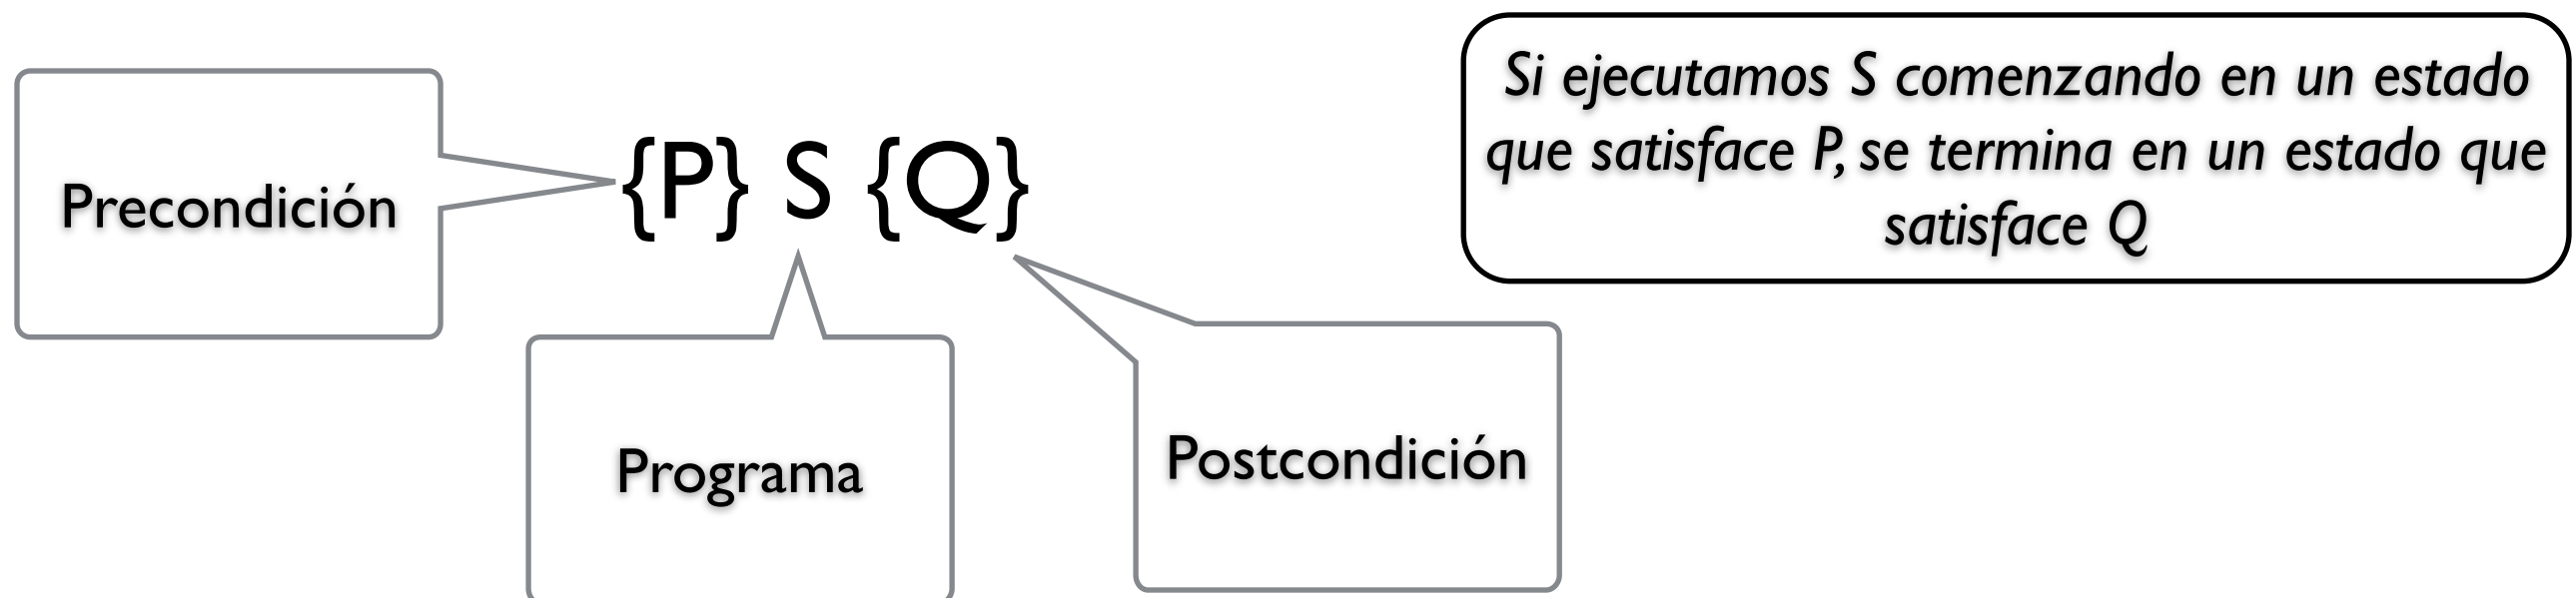 Precondición
{P} S {Q}
Si ejecutamos S comenzando en un estado
que satisface P, se termina en un estado que
satisface Q
Programa
Postcondición